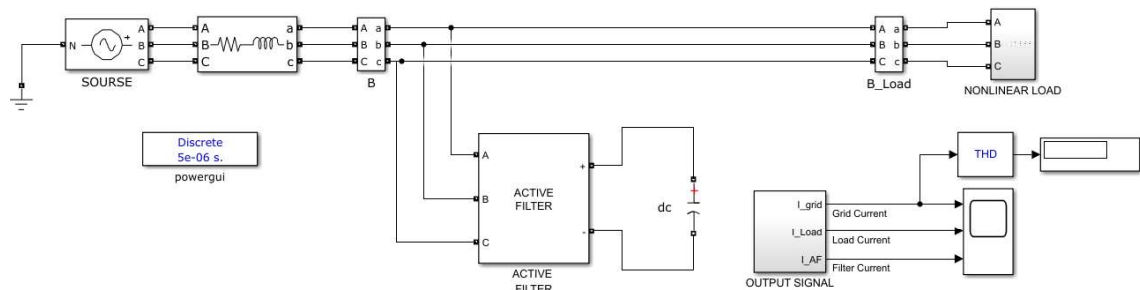 N
+
A
B
C
SOURSE
A
B
C
a
b
c
A
B
C
a
b
c
B
A
B
C
a
b
c
B_Load
A
B
C
NONLINEAR LOAD
Discrete
5e-06 s.
powergui
A
B
C
ACTIVE
FILTER
+
-
ACTIVE
FILTER
dc
+
I_grid
I_Load
I_AF
OUTPUT SIGNAL
Grid Current
Load Current
Filter Current
THD